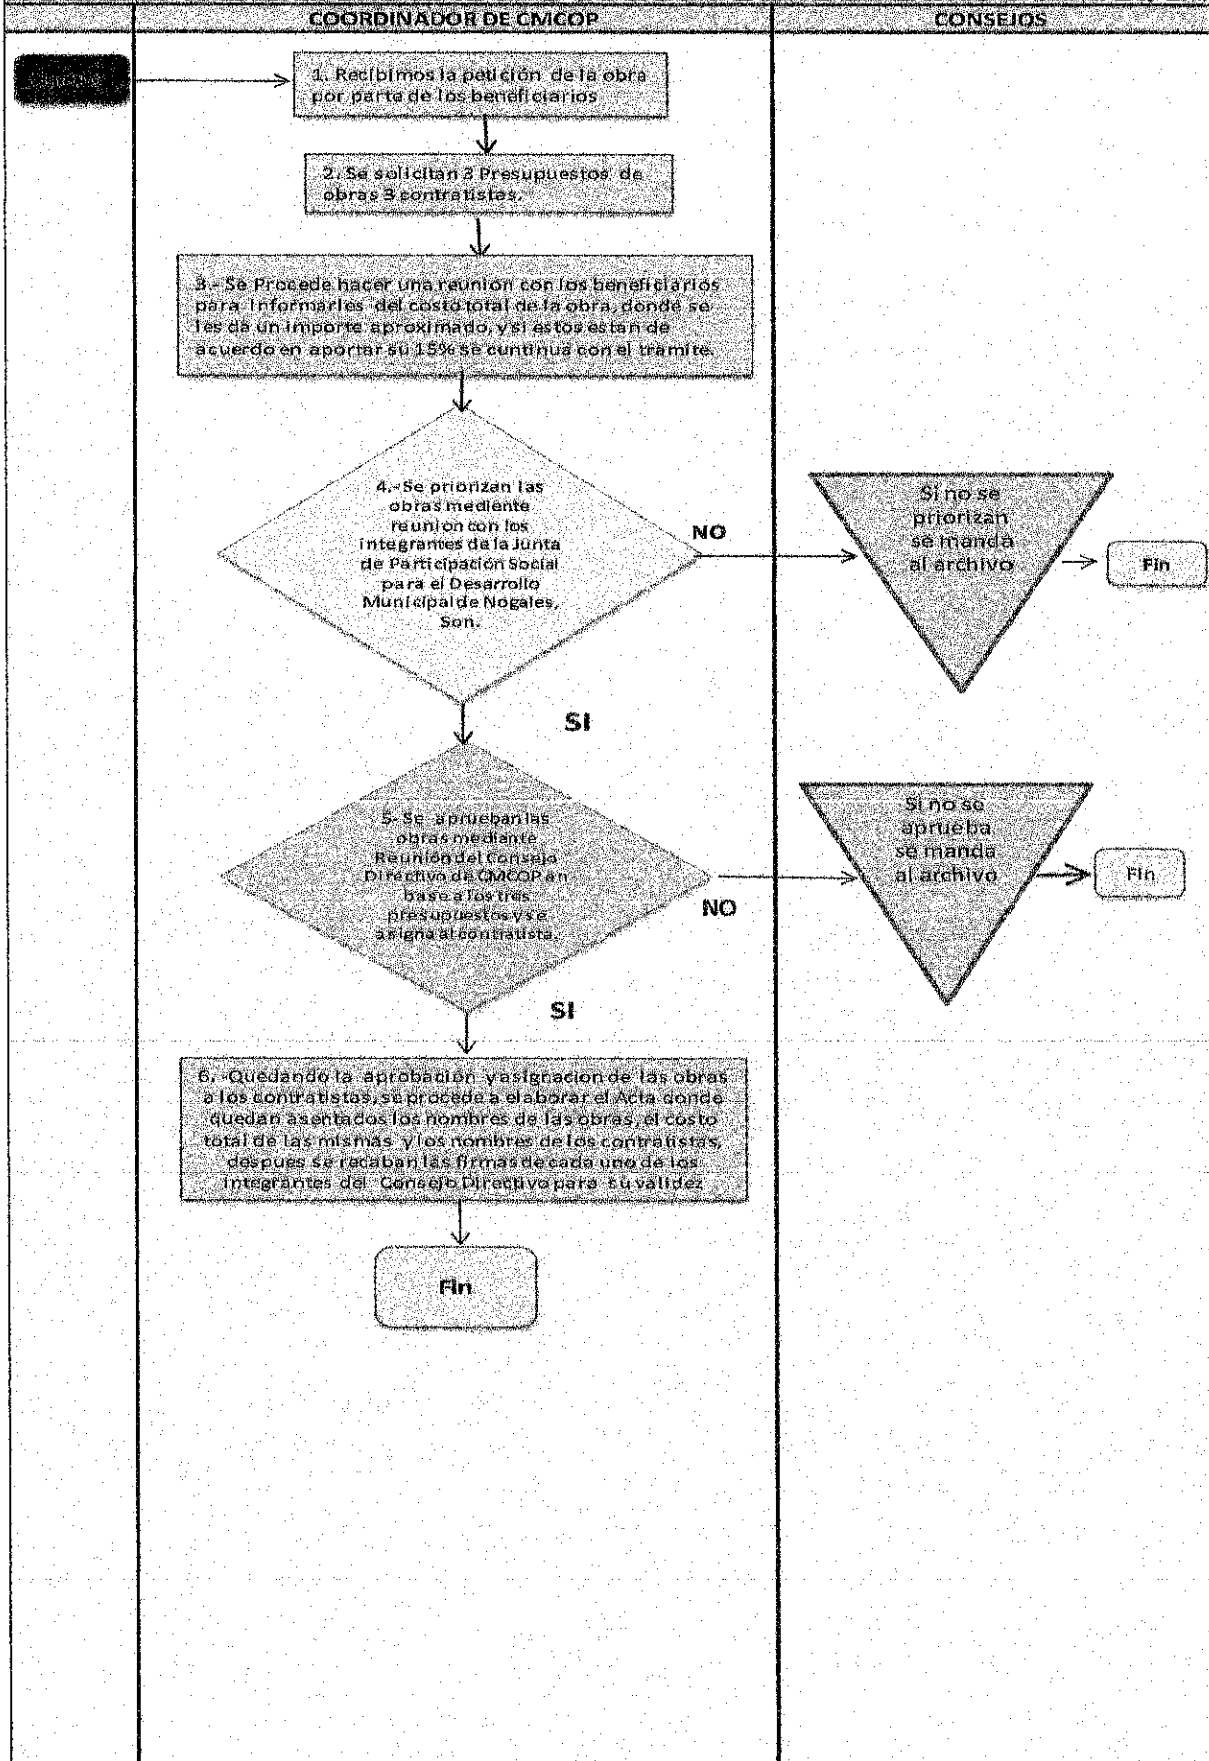 COORDINADOR DE CMCOP
CONSEJOS
1. Recibimos la petición de la obra
por parte de los beneficiarios
2. Se solicitan 3 Presupuestos de
obras 3 contratistas.
3.- Se Procede hacer una reunion con los beneficiarios
para Informarles del costo total de la obra, donde se
les da un importe aproximado, y si estos estan de
acuerdo en aportar su 15% se continua con el tramite.
4.- Se priorizan las
obras mediante
reunion con los
integrantes de la Junta
de Participación Social
para el Desarrollo
Municipal de Nogales,
Son.
NO
Si no se
priorizan
se manda
al archivo
Fin
SI
5- Se aprueban las
obras mediante
Reunión del Consejo
Directivo de CMCOP en
base a los tres
presupuestos y se
asigna al contratista.
NO
Si no se
aprueba
se manda
al archivo
Fin
SI
6. -Quedando la aprobación y asignacion de las obras
a los contratistas, se procede a elaborar el Acta donde
quedan asentados los nombres de las obras, el costo
total de las mismas y los nombres de los contratistas,
despues se recaban las firmas de cada uno de los
integrantes del Consejo Directivo para su validez
Fin